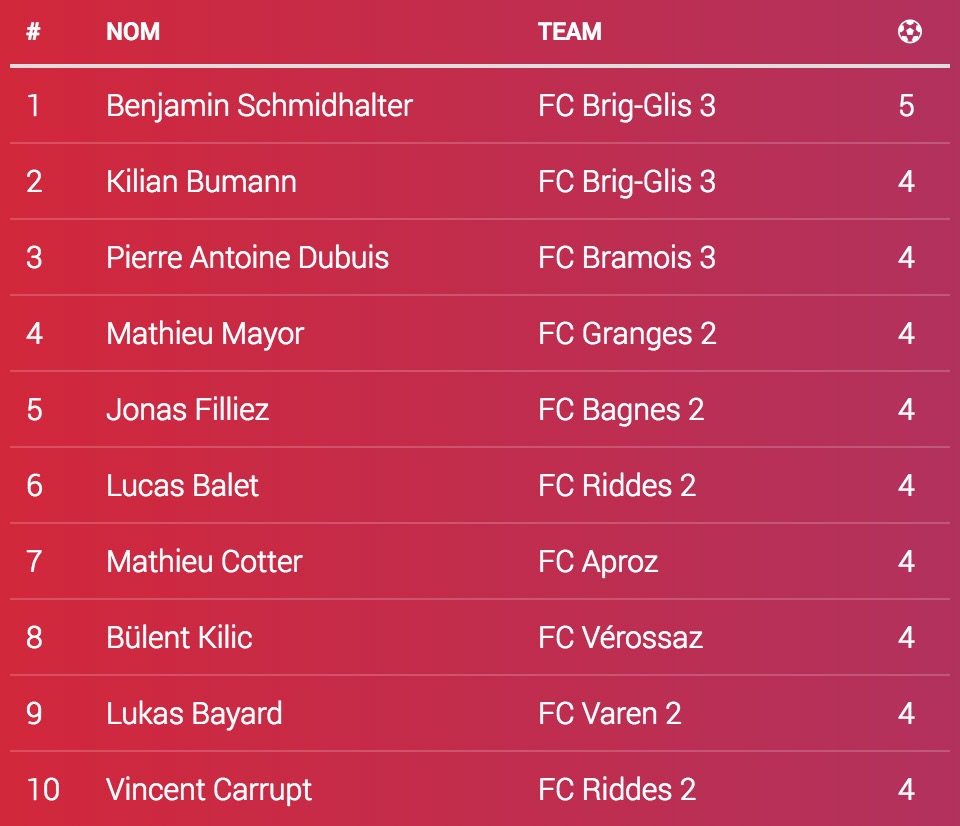 # NOM TEAM
1 Benjamin Schmidhalter FC Brig-Glis 3 5
2 Kilian Bumann FC Brig-Glis 3 4
3 Pierre Antoine Dubuis FC Bramois 3 4
4 Mathieu Mayor FC Granges 2 4
5 Jonas Filliez FC Bagnes 2 4
6 Lucas Balet FC Riddes 2 4
7 Mathieu Cotter FC Aproz 4
8 Bülent Kilic FC Vérossaz 4
9 Lukas Bayard FC Varen 2 4
10 Vincent Carrupt FC Riddes 2 4